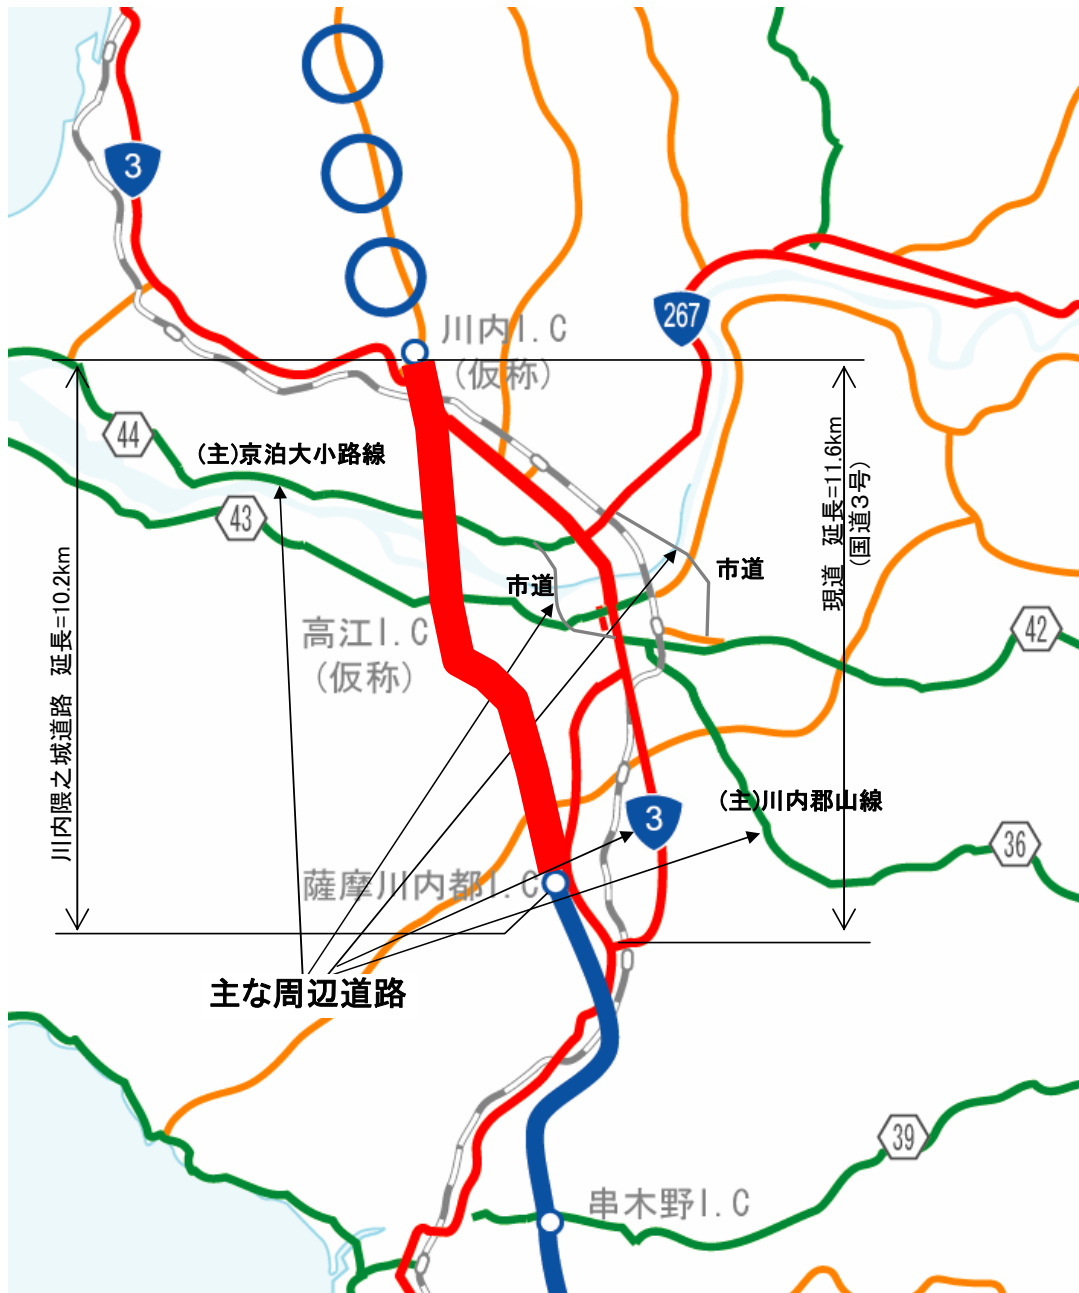 3
267
川内I.C
(仮称)
44
(主)京泊大小路線
43
市道
市道
現道　延長=11.6km
(国道3号)
川内隈之城道路　延長=10.2km
高江I.C
(仮称)
42
(主)川内郡山線
3
36
薩摩川内都I.C
主な周辺道路
39
串木野I.C